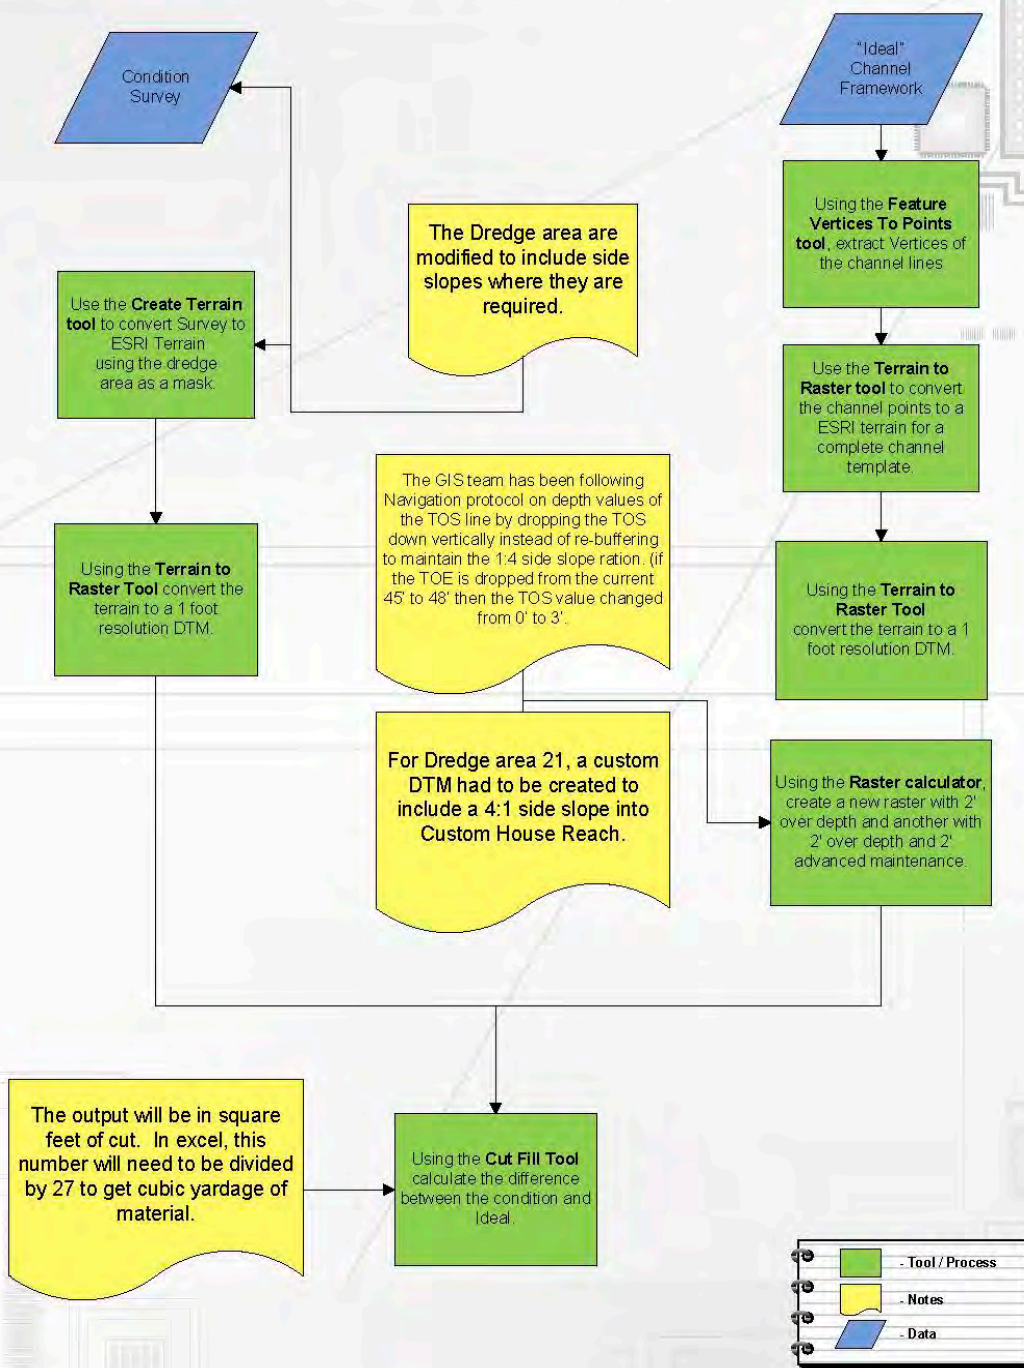 Condition
Survey
"Ideal"
Channel
Framework
Using the Feature
Vertices To Points
tool, extract Vertices of
the channel lines
The Dredge area are
modified to include side
slopes where they are
required.
Use the Create Terrain
tool to convert Survey to
ESRI Terrain
using the dredge
area as a mask.
Use the Terrain to
Raster tool to convert
the channel points to a
ESRI terrain for a
complete channel
template.
The GIS team has been following
Navigation protocol on depth values of
the TOS line by dropping the TOS
down vertically instead of re-buffering
to maintain the 1:4 side slope ration. (if
the TOE is dropped from the current
45' to 48' then the TOS value changed
from 0' to 3'.
Using the Terrain to
Raster Tool convert the
terrain to a 1 foot
resolution DTM.
Using the Terrain to
Raster Tool
convert the terrain to a 1
foot resolution DTM.
For Dredge area 21, a custom
DTM had to be created to
include a 4:1 side slope into
Custom House Reach.
Using the Raster calculator,
create a new raster with 2'
over depth and another with
2' over depth and 2'
advanced maintenance.
The output will be in square
feet of cut. In excel, this
number will need to be divided
by 27 to get cubic yardage of
material.
Using the Cut Fill Tool
calculate the difference
between the condition and
Ideal.
- Tool / Process
- Notes
- Data